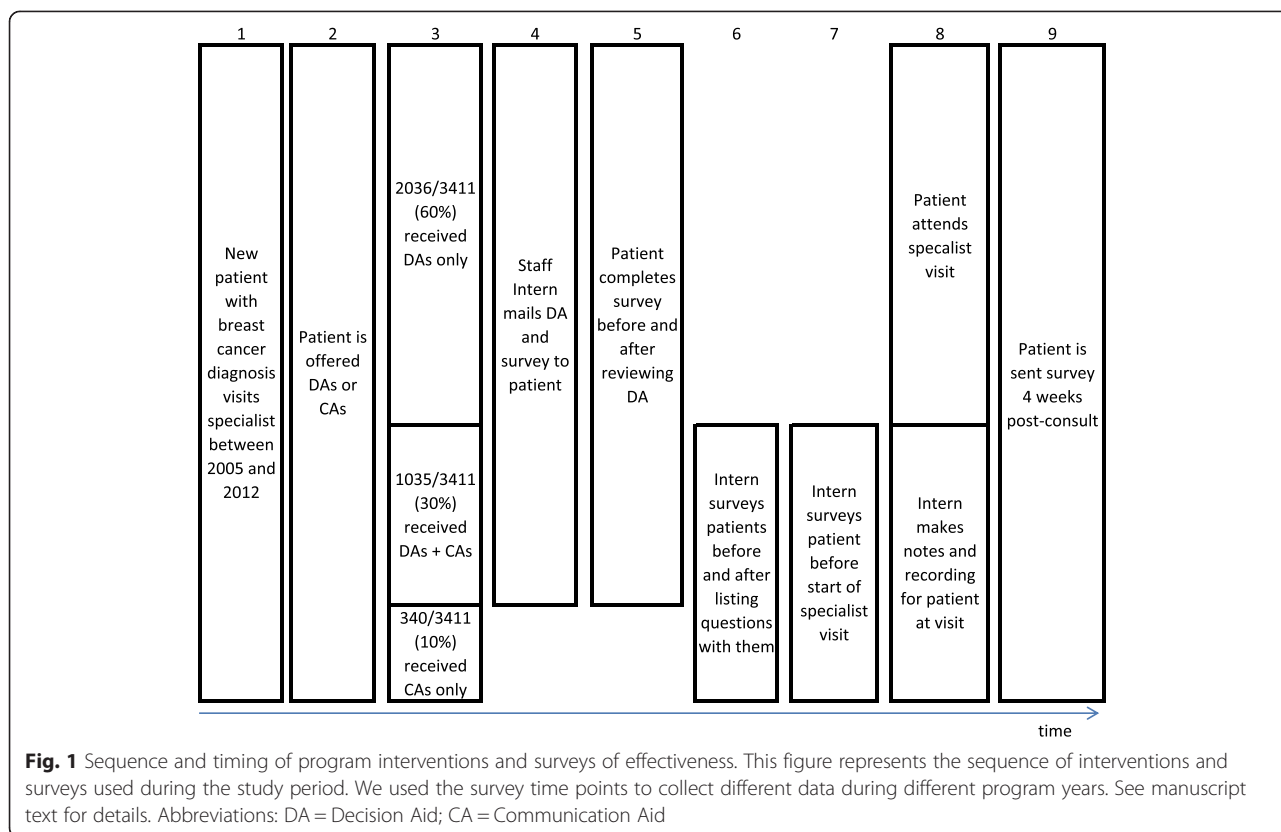 1 2 3 4 5 6 7 8 9
New
patient
with
breast
cancer
diagnosis
visits
specialist
between
2005 and
2012
Patient is
offered
DAs or
CAs
2036/3411
(60%)
received
DAs only
1035/3411
(30%)
received
DAs + CAs
340/3411
(10%)
received
CAs only
Staff
Intern
mails DA
and
survey to
patient
Patient
completes
survey
before and
after
reviewing
DA
Intern
surveys
patients
before
and after
listing
questions
with them
Intern
surveys
patient
before
start of
specialist
visit
Patient
attends
specalist
visit
Intern
makes
notes and
recording
for patient
at visit
Patient is
sent survey
4 weeks
post-consult
time
Fig. 1 Sequence and timing of program interventions and surveys of effectiveness. This figure represents the sequence of interventions and
surveys used during the study period. We used the survey time points to collect different data during different program years. See manuscript
text for details. Abbreviations: DA = Decision Aid; CA = Communication Aid